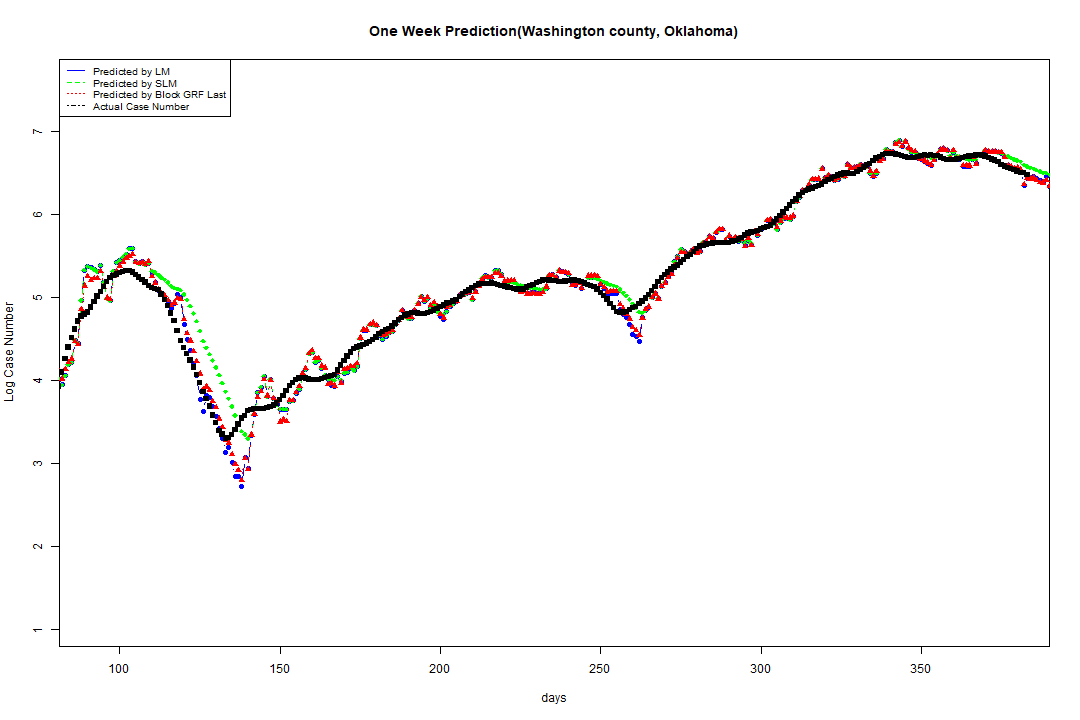 One Week Prediction(Washington county, Oklahoma)
Predicted by LM
Predicted by SLM
Predicted by Block GRF Last
Actual Case Number
7
6
5
4
3
2
1
Log Case Number
100 150 200 250 300 350
days